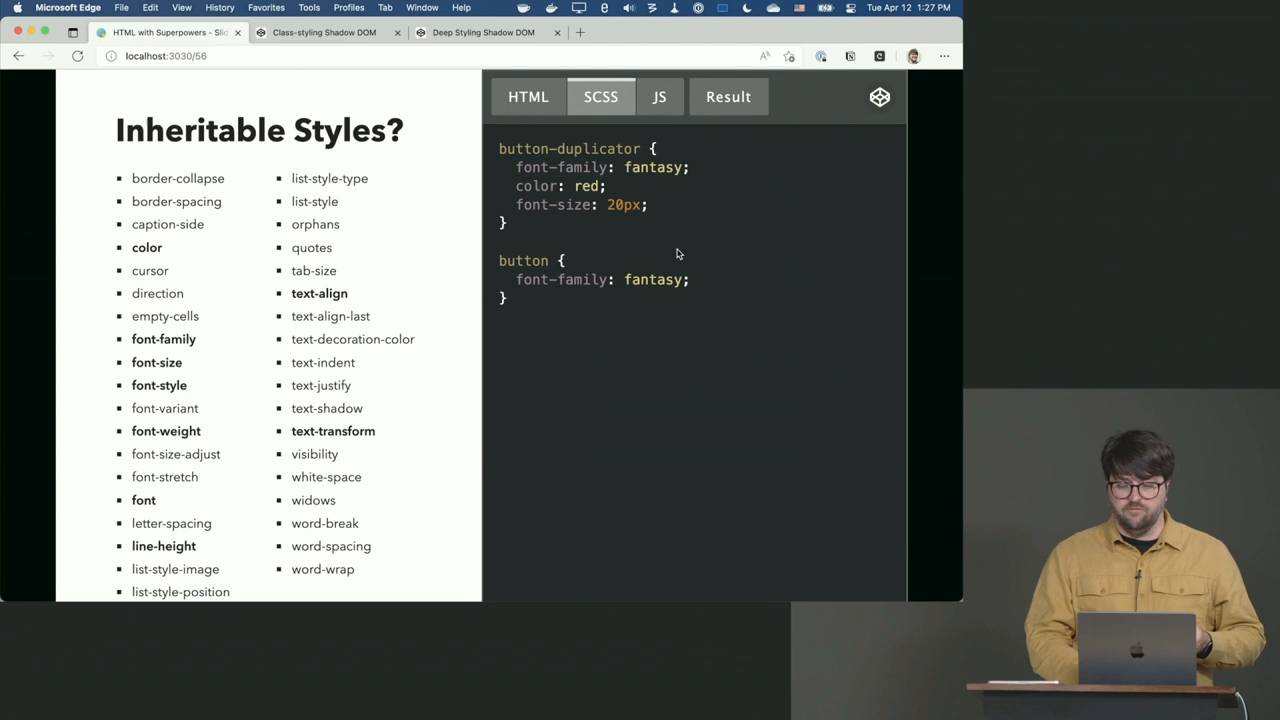 Microsoft Edge File Edit View History Favorites Tools Profiles Tab Window Help Tue Apr 12 1:27 PM
HTML with Superpowers - Slid Class-styling Shadow DOM Deep Styling Shadow DOM
localhost:3030/56
Inheritable Styles?
border-collapse
border-spacing
caption-side
color
cursor
direction
empty-cells
font-family
font-size
font-style
font-variant
font-weight
font-size-adjust
font-stretch
font
letter-spacing
line-height
list-style-image
list-style-position
list-style-type
list-style
orphans
quotes
tab-size
text-align
text-align-last
text-decoration-color
text-indent
text-justify
text-shadow
text-transform
visibility
white-space
widows
word-break
word-spacing
word-wrap
HTML SCSS JS Result
button-duplicator {
font-family: fantasy;
color: red;
font-size: 20px;
}
button {
font-family: fantasy;
}